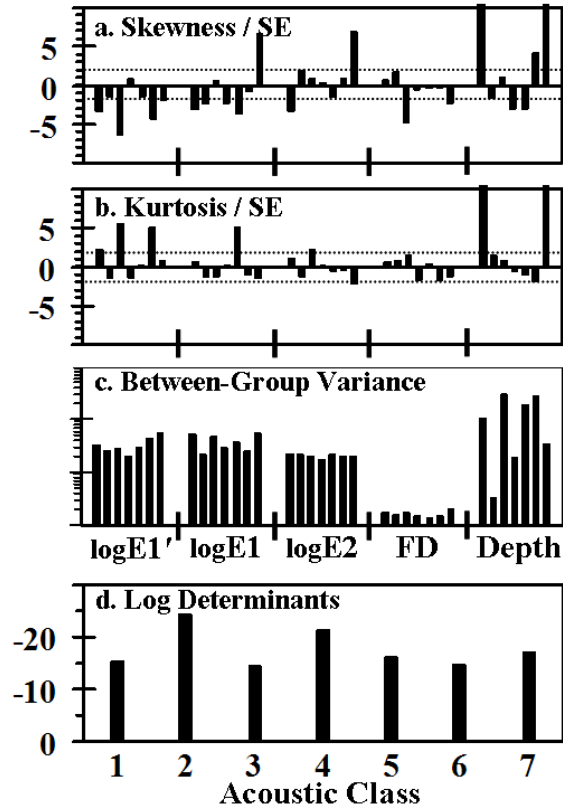 a. Skewness / SE
5
0
-5
b. Kurtosis / SE
5
0
-5
c. Between-Group Variance
logE1′ logE1 logE2 FD Depth
d. Log Determinants
-20
-10
0
1 2 3 4 5 6 7
Acoustic Class